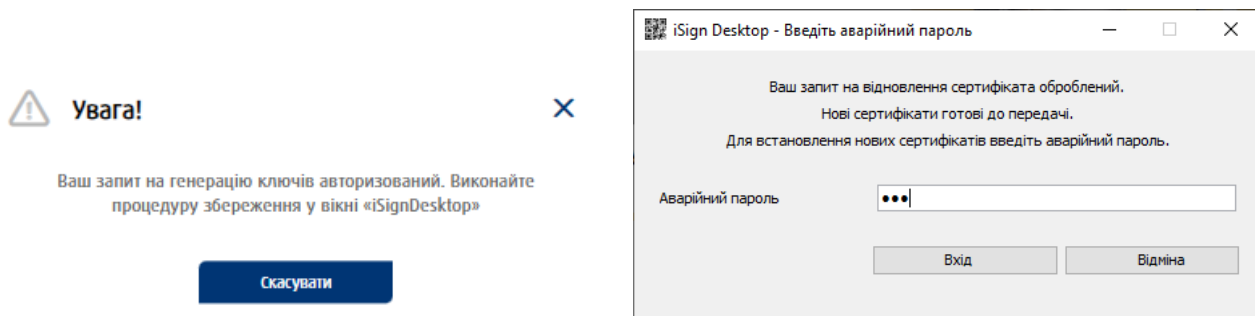 Увага!
Ваш запит на генерацію ключів авторизований. Виконайте
процедуру збереження у вікні «iSignDesktop»
Скасувати
iSign Desktop - Введіть аварійний пароль
Ваш запит на відновлення сертифіката оброблений.
Нові сертифікати готові до передачі.
Для встановлення нових сертифікатів введіть аварійний пароль.
Аварійний пароль
Вхід
Відміна